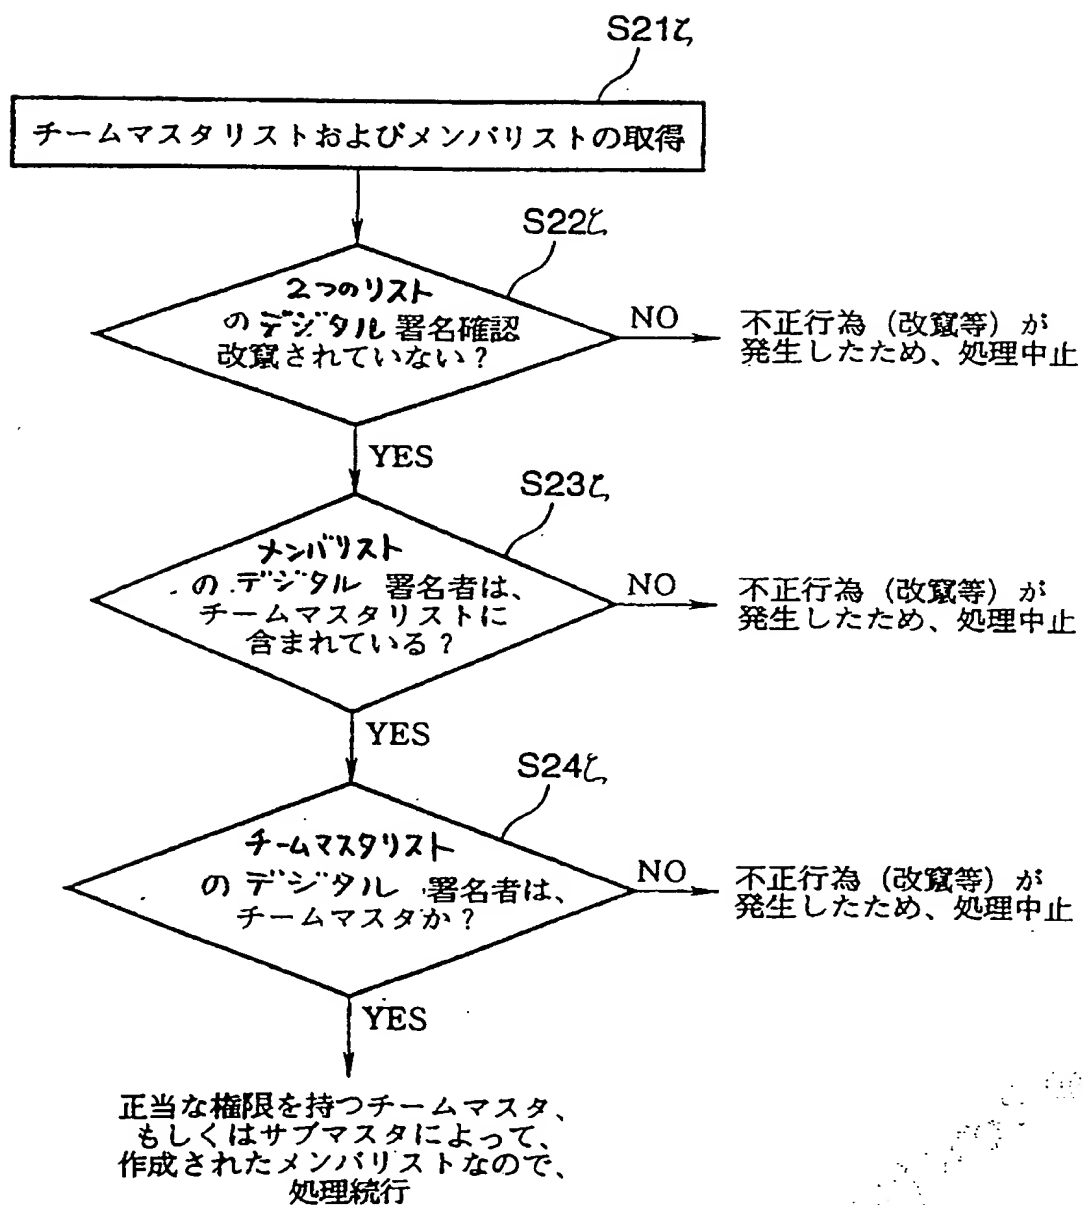 S21ζ
チームマスタリストおよびメンバリストの取得
S22ζ
2つのリスト
のデジタル署名確認
改竄されていない?
NO
不正行為(改竄等)が
発生したため、処理中止
YES
S23ζ
メンバリスト
のデジタル署名者は、
チームマスタリストに
含まれている?
NO
不正行為(改竄等)が
発生したため、処理中止
YES
S24ζ
チームマスタリスト
のデジタル署名者は、
チームマスタか?
NO
不正行為(改竄等)が
発生したため、処理中止
YES
正当な権限を持つチームマスタ、
もしくはサブマスタによって、
作成されたメンバリストなので、
処理続行